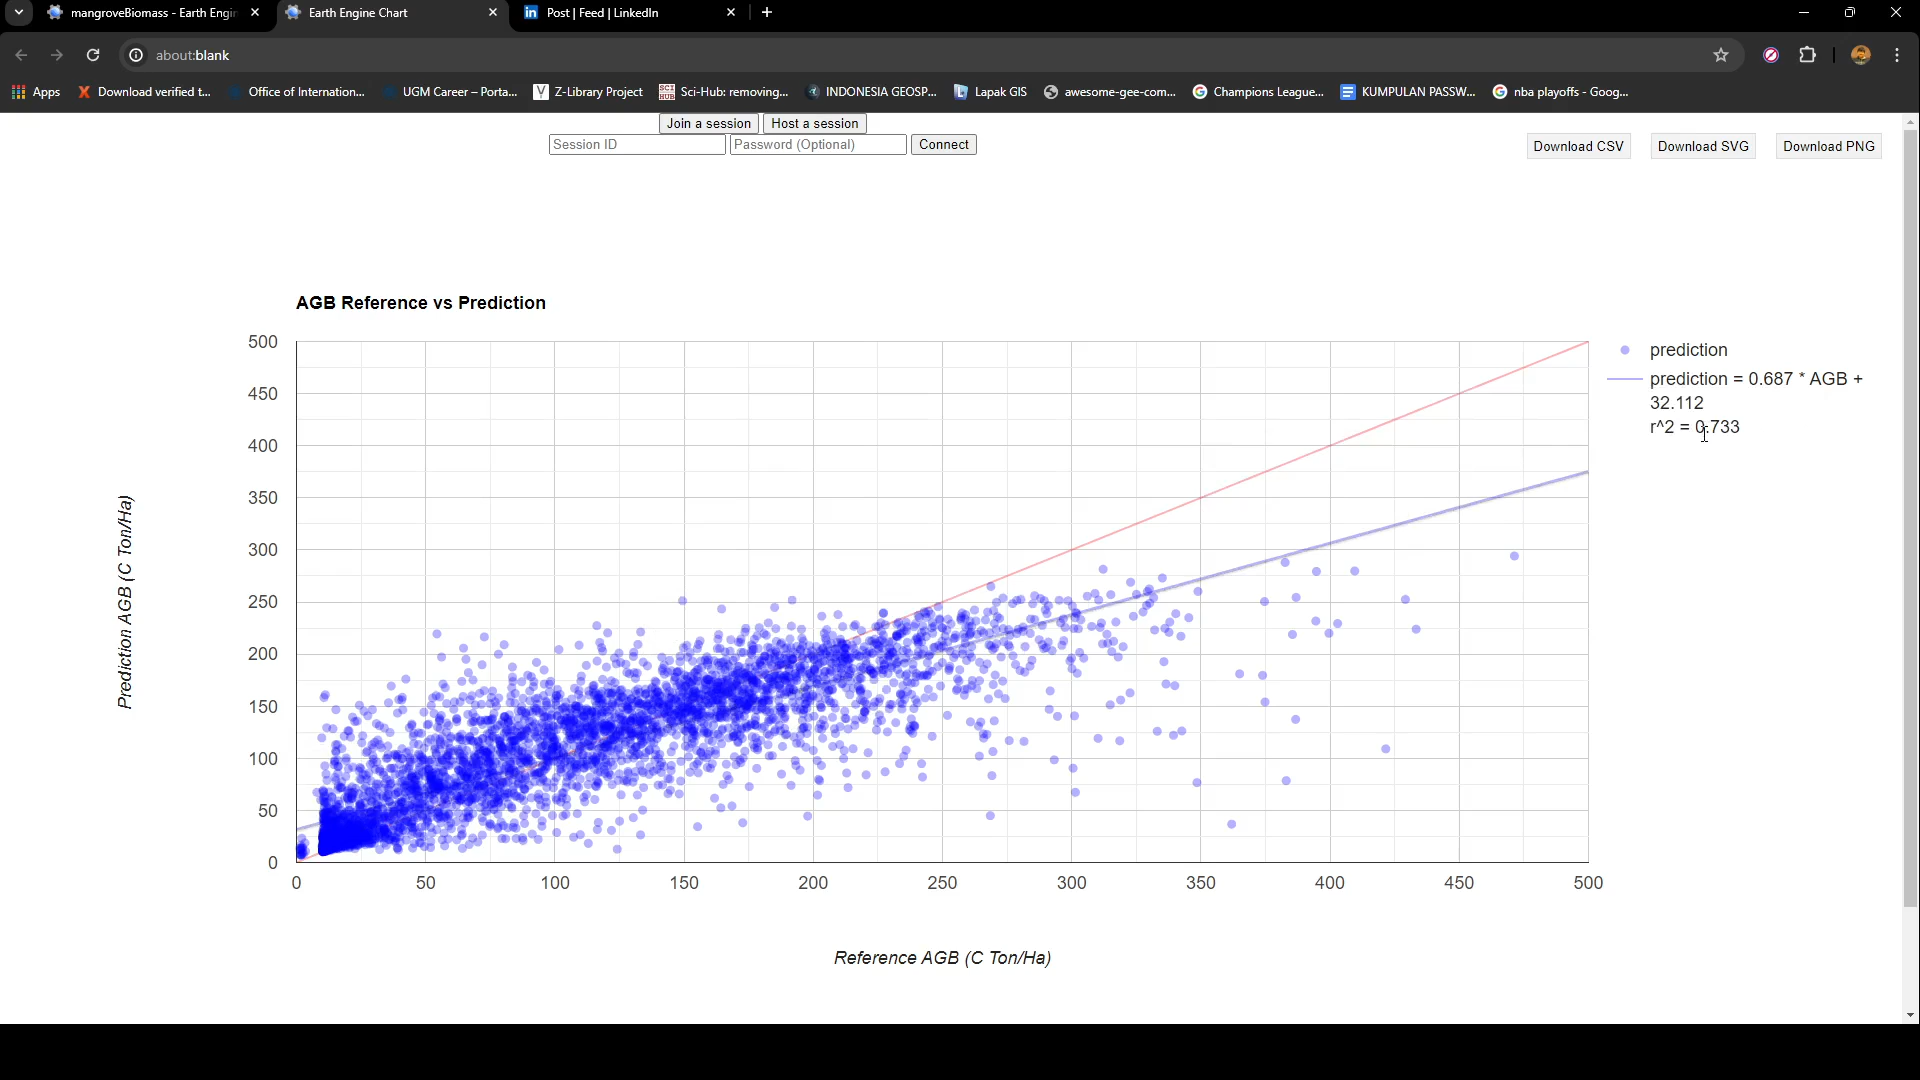 mangroveBiomass - Earth Engin
Earth Engine Chart
Post | Feed | LinkedIn
about:blank
Apps
Download verified t...
Office of Internation...
UGM Career – Porta...
Z-Library Project
SCI HUB
Sci-Hub: removing...
INDONESIA GEOSP...
Lapak GIS
awesome-gee-com...
Champions League...
KUMPULAN PASSW...
nba playoffs - Goog...
Join a session
Host a session
Session ID
Password (Optional)
Connect
Download CSV
Download SVG
Download PNG
AGB Reference vs Prediction
500
450
400
350
300
250
200
150
100
50
0
Prediction AGB (C Ton/Ha)
0
50
100
150
200
250
300
350
400
450
500
Reference AGB (C Ton/Ha)
prediction
prediction = 0.687 * AGB +
32.112
r^2 = 0.733